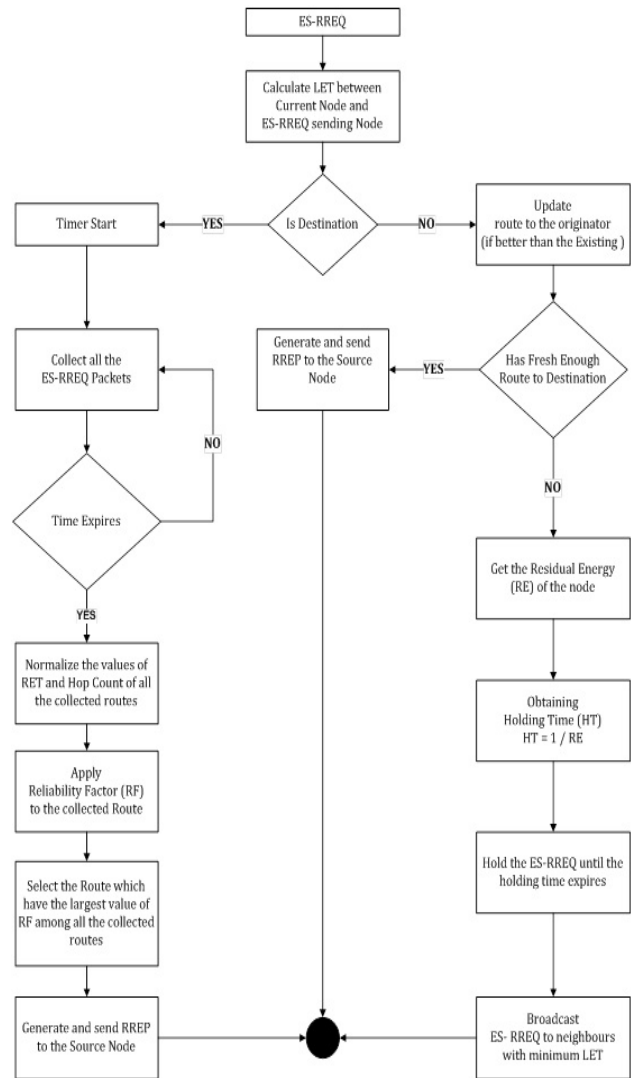 ES-RREQ
Calculate LET between
Current Node and
ES-RREQ sending Node
Is Destination
YES
NO
Timer Start
Update
route to the originator
(if better than the Existing )
Collect all the
ES-RREQ Packets
Generate and send
RREP to the Source
Node
YES
Has Fresh Enough
Route to Destination
NO
NO
Time Expires
YES
Get the Residual Energy
(RE) of the node
Normalize the values of
RET and Hop Count of all
the collected routes
Obtaining
Holding Time (HT)
HT = 1 / RE
Apply
Reliability Factor (RF)
to the collected Route
Hold the ES-RREQ until the
holding time expires
Select the Route which
have the largest value of
RF among all the collected
routes
Generate and send RREP
to the Source Node
Broadcast
ES- RREQ to neighbours
with minimum LET